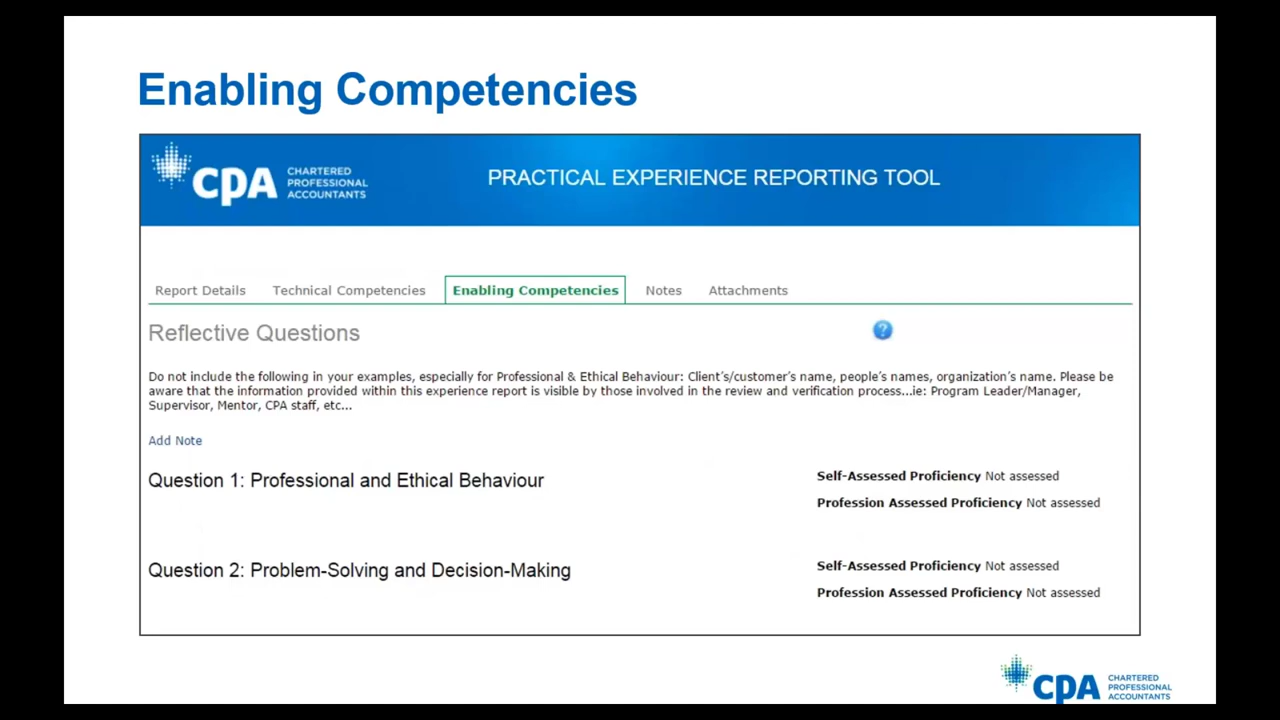 Enabling Competencies
CPA
CHARTERED
PROFESSIONAL
ACCOUNTANTS
PRACTICAL EXPERIENCE REPORTING TOOL
Report Details Technical Competencies Enabling Competencies Notes Attachments
Reflective Questions ?
Do not include the following in your examples, especially for Professional & Ethical Behaviour: Client's/customer's name, people's names, organization's name. Please be
aware that the information provided within this experience report is visible by those involved in the review and verification process...ie: Program Leader/Manager,
Supervisor, Mentor, CPA staff, etc...
Add Note
Question 1: Professional and Ethical Behaviour
Self-Assessed Proficiency Not assessed
Profession Assessed Proficiency Not assessed
Question 2: Problem-Solving and Decision-Making
Self-Assessed Proficiency Not assessed
Profession Assessed Proficiency Not assessed
CPA
CHARTERED
PROFESSIONAL
ACCOUNTANTS